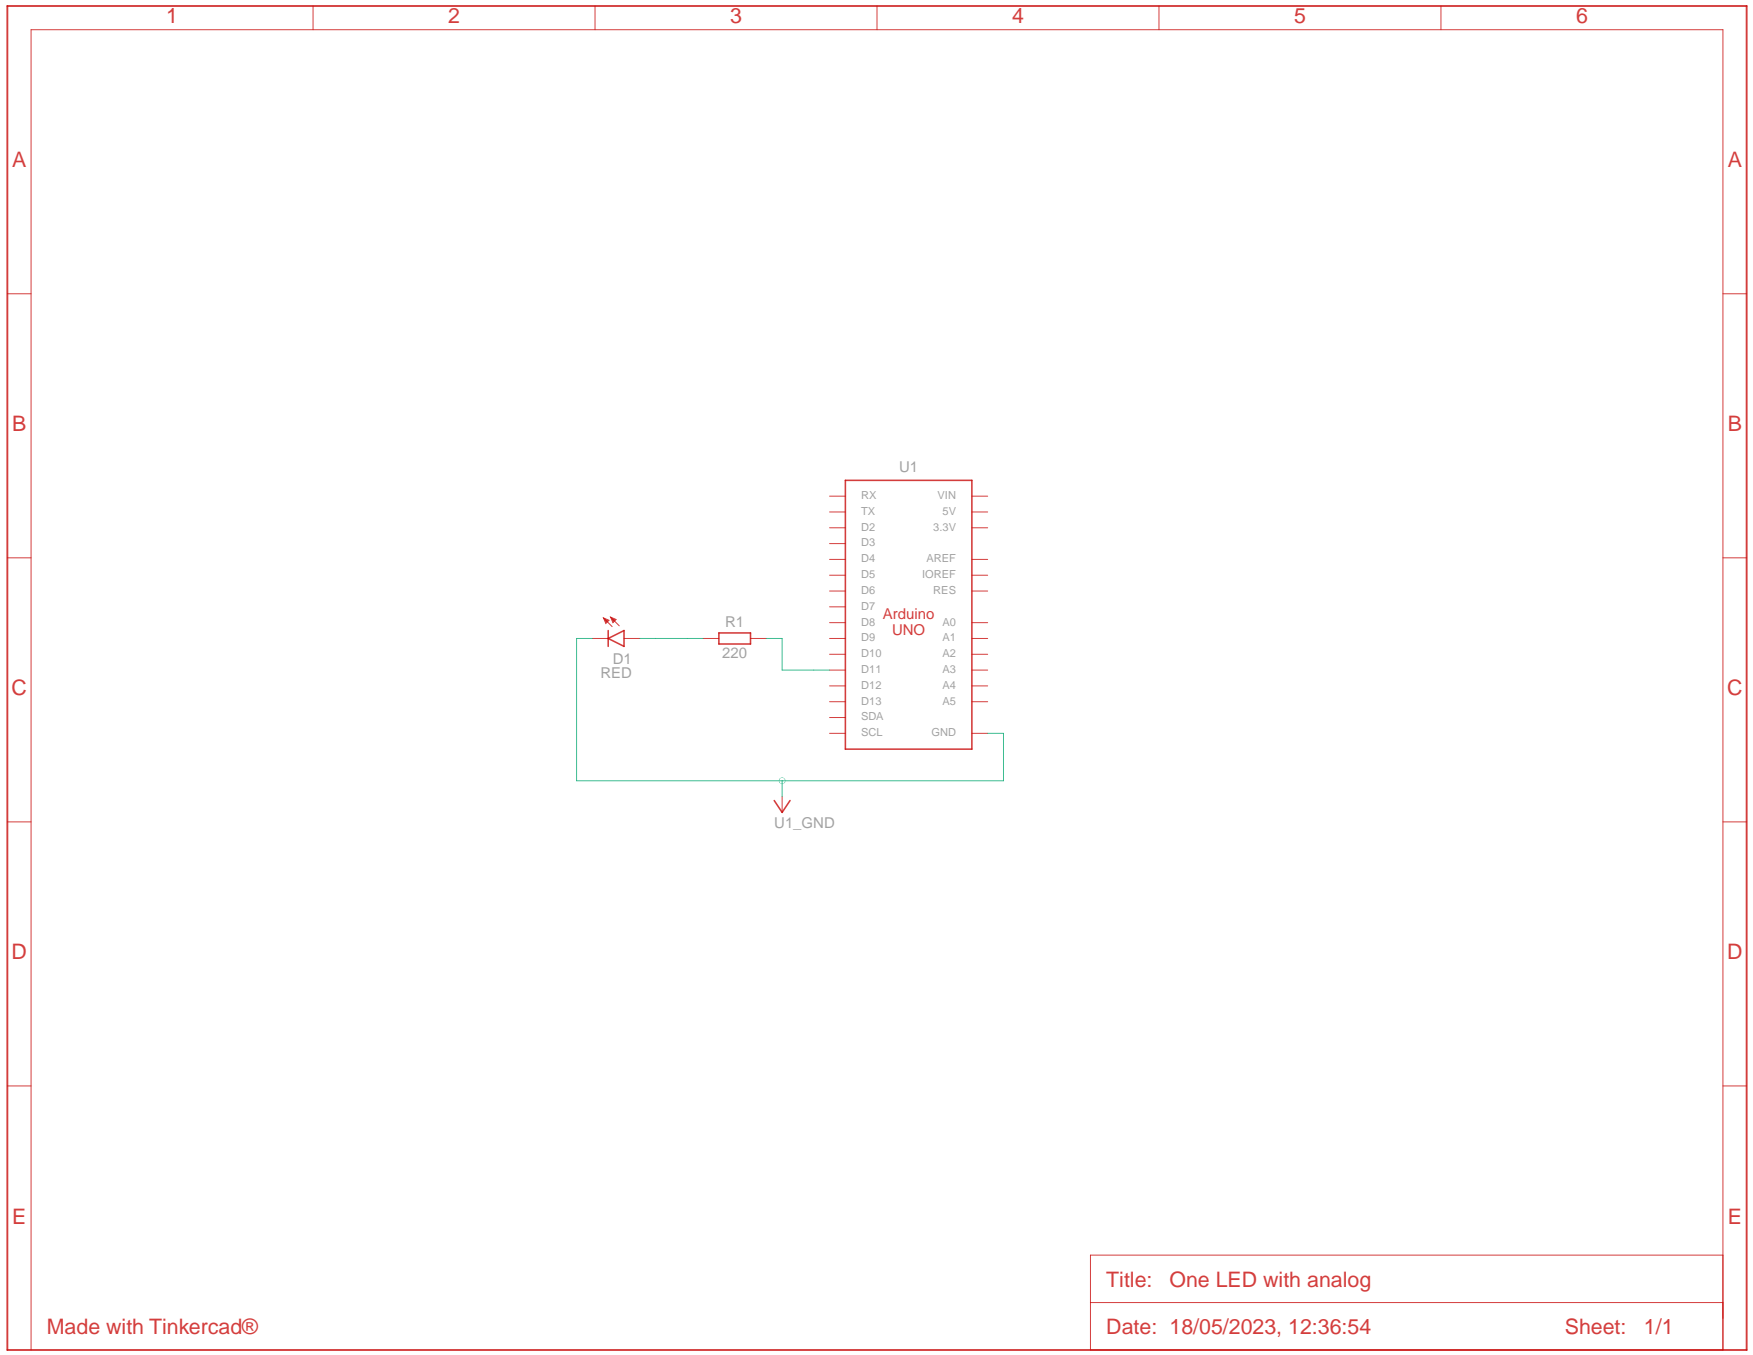 1 2 3 4 5 6
A A
B B
U1
RX VIN
TX 5V
D2 3.3V
D3
D4 AREF
D5 IOREF
D6 RES
D7
Arduino
UNO
D8 A0
D9 A1
D10 A2
D11 A3
D12 A4
D13 A5
SDA
SCL GND
R1
220
D1
RED
C C
U1_GND
D D
E E
Title: One LED with analog
Made with Tinkercad®
Date: 18/05/2023, 12:36:54 Sheet: 1/1